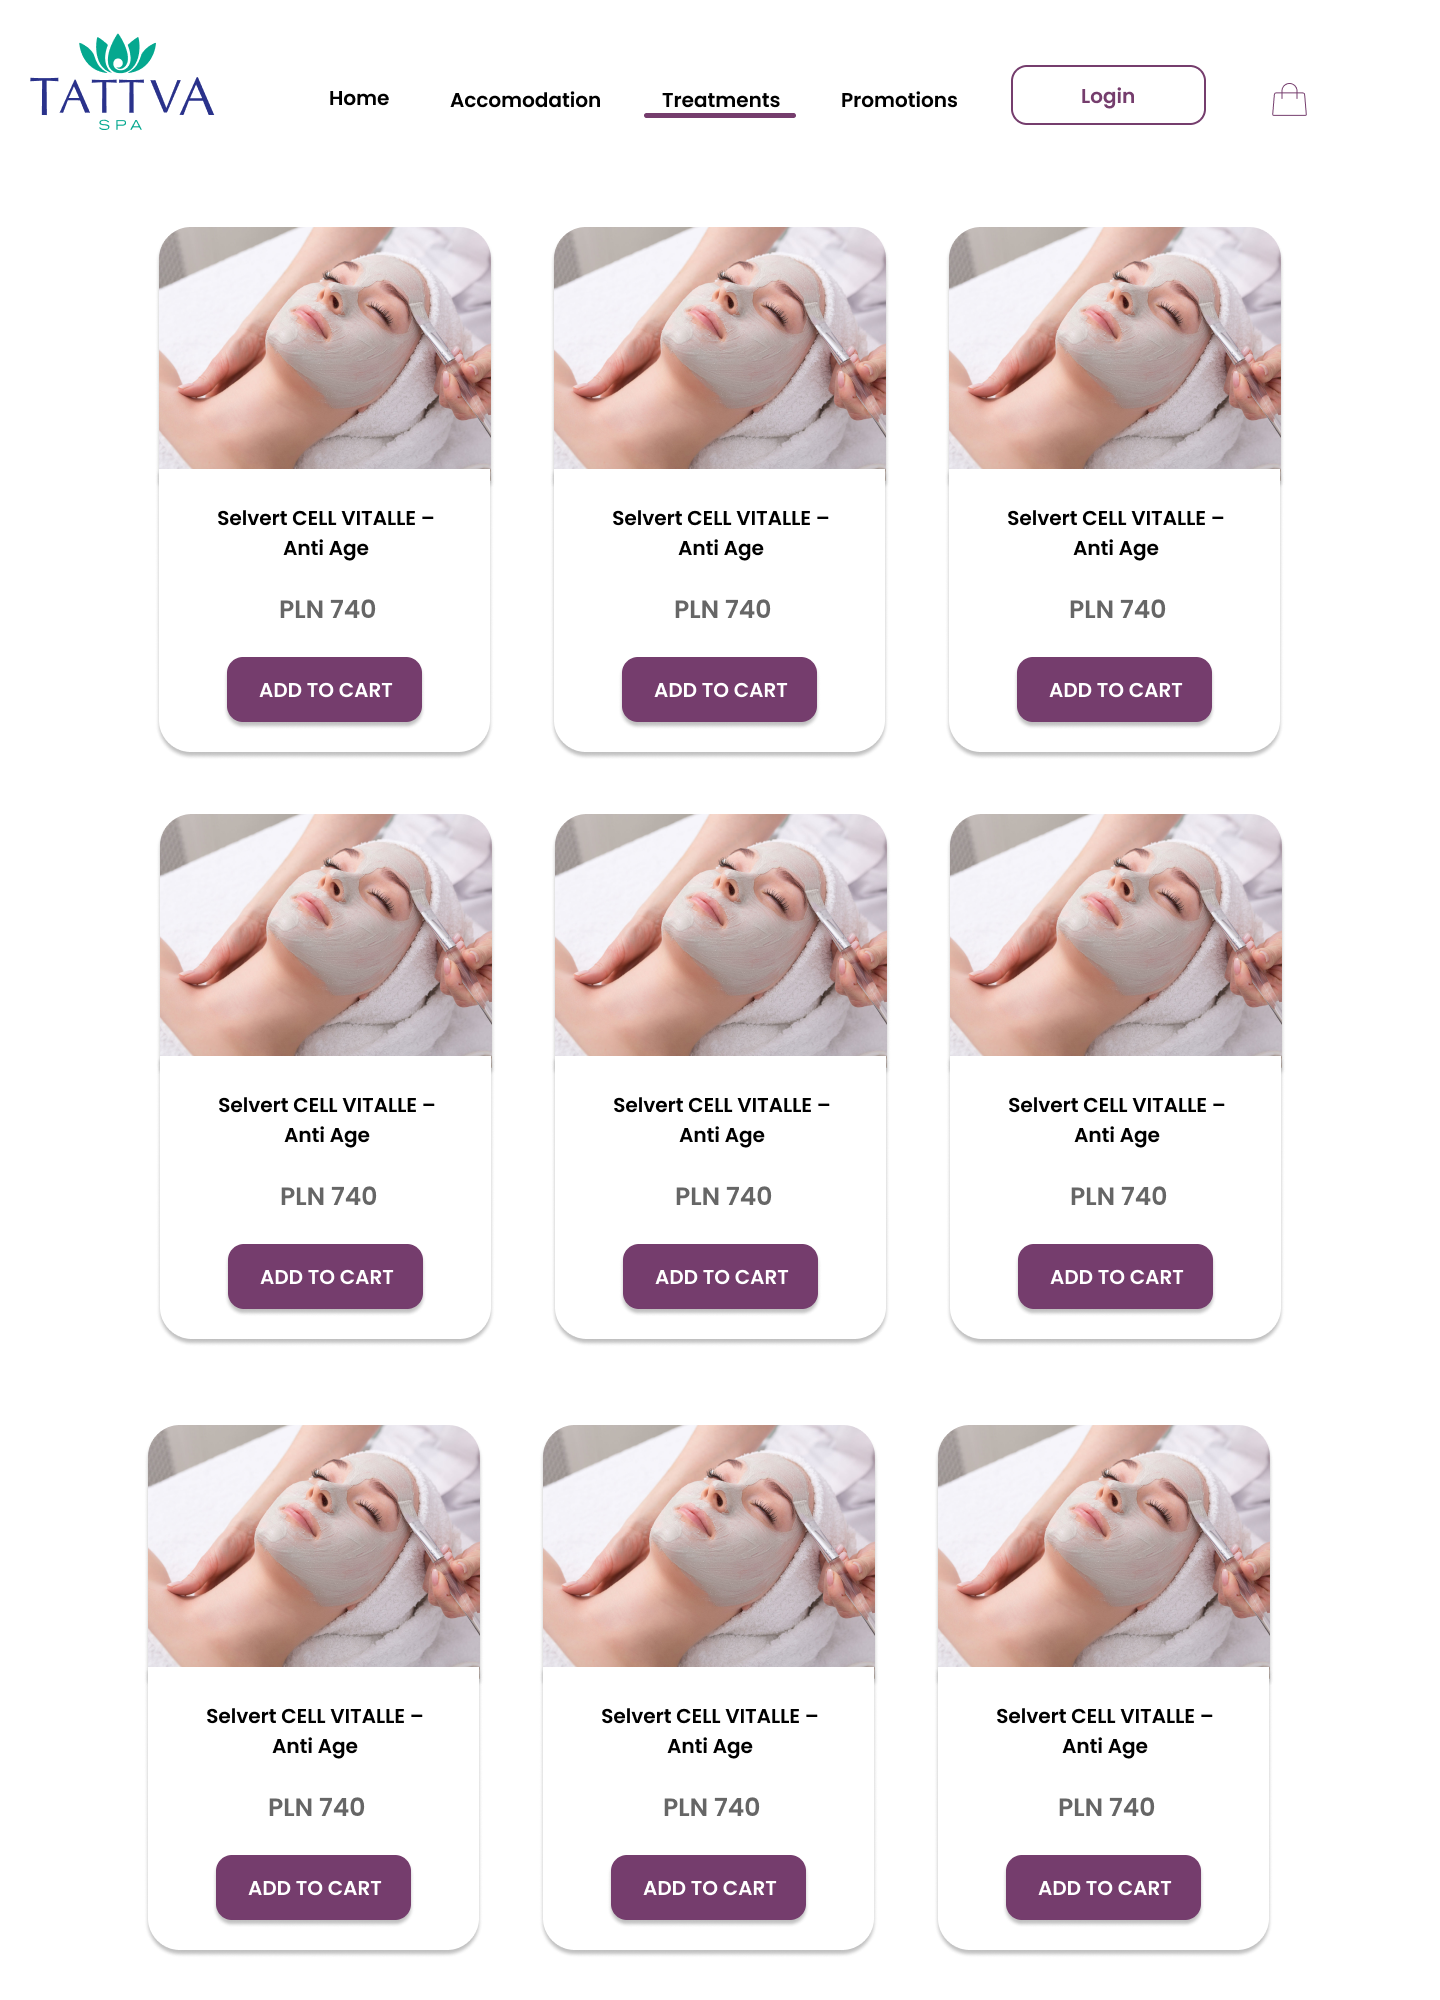 TATTVA
SPA
Home
Accomodation
Treatments
Promotions
Login
Selvert CELL VITALLE –
Anti Age
PLN 740
ADD TO CART
Selvert CELL VITALLE –
Anti Age
PLN 740
ADD TO CART
Selvert CELL VITALLE –
Anti Age
PLN 740
ADD TO CART
Selvert CELL VITALLE –
Anti Age
PLN 740
ADD TO CART
Selvert CELL VITALLE –
Anti Age
PLN 740
ADD TO CART
Selvert CELL VITALLE –
Anti Age
PLN 740
ADD TO CART
Selvert CELL VITALLE –
Anti Age
PLN 740
ADD TO CART
Selvert CELL VITALLE –
Anti Age
PLN 740
ADD TO CART
Selvert CELL VITALLE –
Anti Age
PLN 740
ADD TO CART